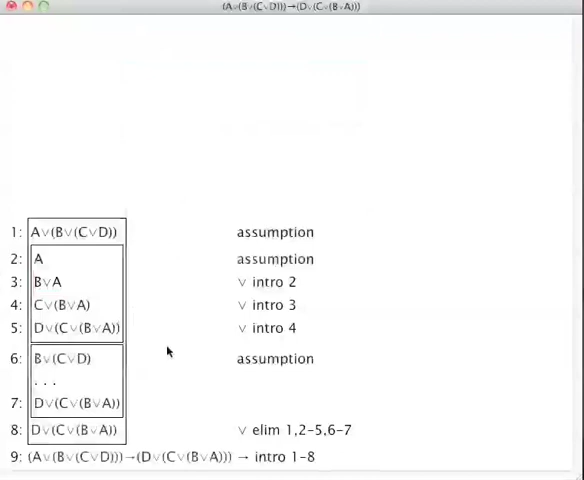 (A∨(B∨(C∨D)))→(D∨(C∨(B∨A)))
1: A∨(B∨(C∨D)) assumption
2: A assumption
3: B∨A ∨ intro 2
4: C∨(B∨A) ∨ intro 3
5: D∨(C∨(B∨A)) ∨ intro 4
6: B∨(C∨D) assumption
. . .
7: D∨(C∨(B∨A))
8: D∨(C∨(B∨A)) ∨ elim 1,2-5,6-7
9: (A∨(B∨(C∨D)))→(D∨(C∨(B∨A))) → intro 1-8